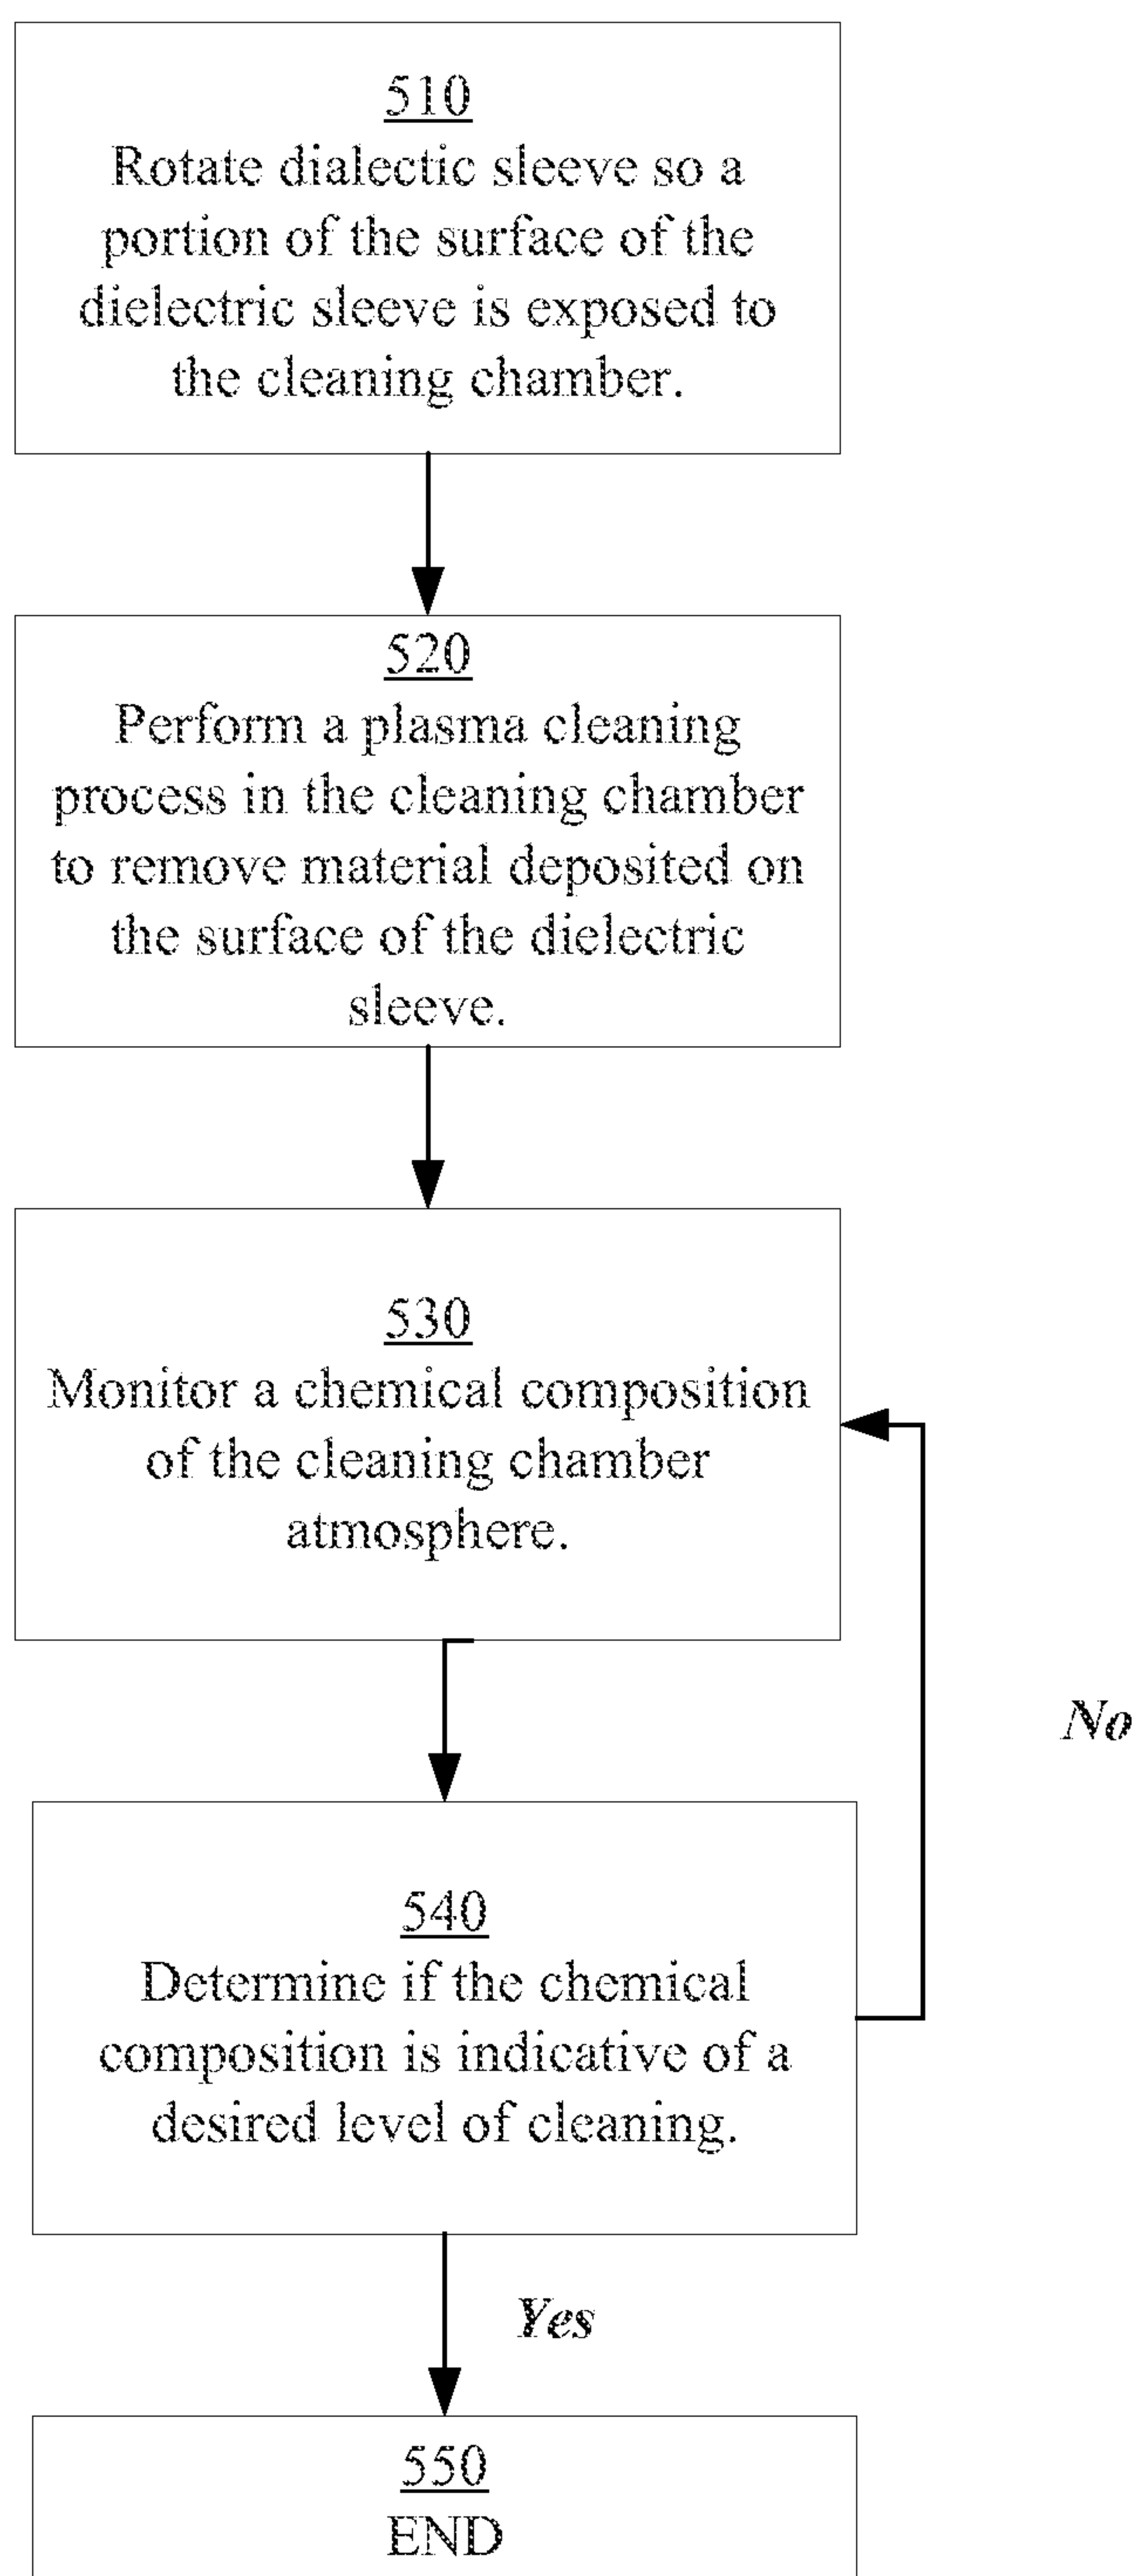 510
Rotate dialectic sleeve so a
portion of the surface of the
dielectric sleeve is exposed to
the cleaning chamber.
520
Perform a plasma cleaning
process in the cleaning chamber
to remove material deposited on
the surface of the dielectric
sleeve.
530
Monitor a chemical composition
of the cleaning chamber
atmosphere.
No
540
Determine if the chemical
composition is indicative of a
desired level of cleaning.
Yes
550
END